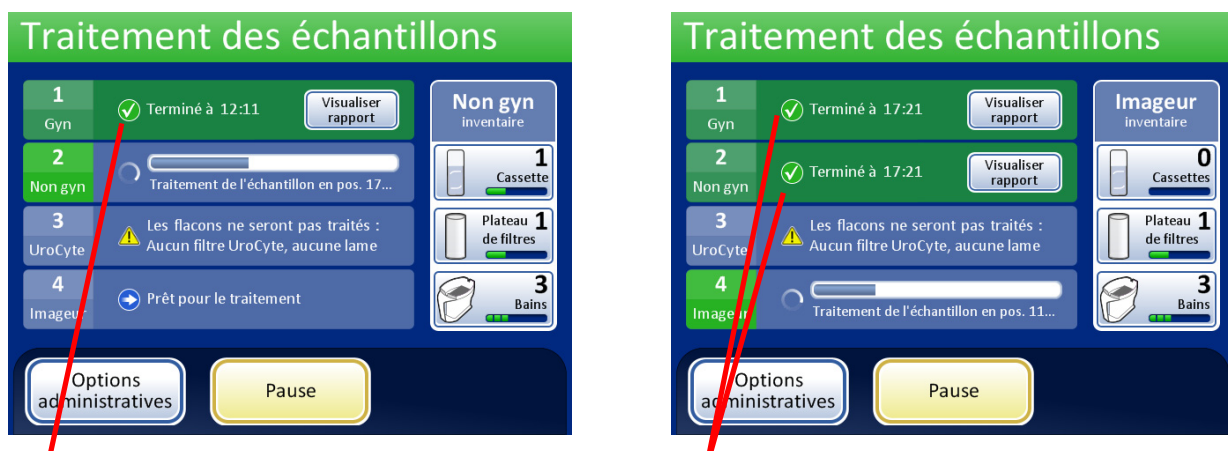 Traitement des échantillons
1
Gyn
Terminé à 12:11
Visualiser
rapport
2
Non gyn
Traitement de l'échantillon en pos. 17...
3
UroCyte
Les flacons ne seront pas traités :
Aucun filtre UroCyte, aucune lame
4
Imageur
Prêt pour le traitement
Non gyn
inventaire
1
Cassette
Plateau 1
de filtres
3
Bains
Options
administratives
Pause
Traitement des échantillons
1
Gyn
Terminé à 17:21
Visualiser
rapport
2
Non gyn
Terminé à 17:21
Visualiser
rapport
3
UroCyte
Les flacons ne seront pas traités :
Aucun filtre UroCyte, aucune lame
4
Imageur
Traitement de l'échantillon en pos. 11...
Imageur
inventaire
0
Cassettes
Plateau 1
de filtres
3
Bains
Options
administratives
Pause